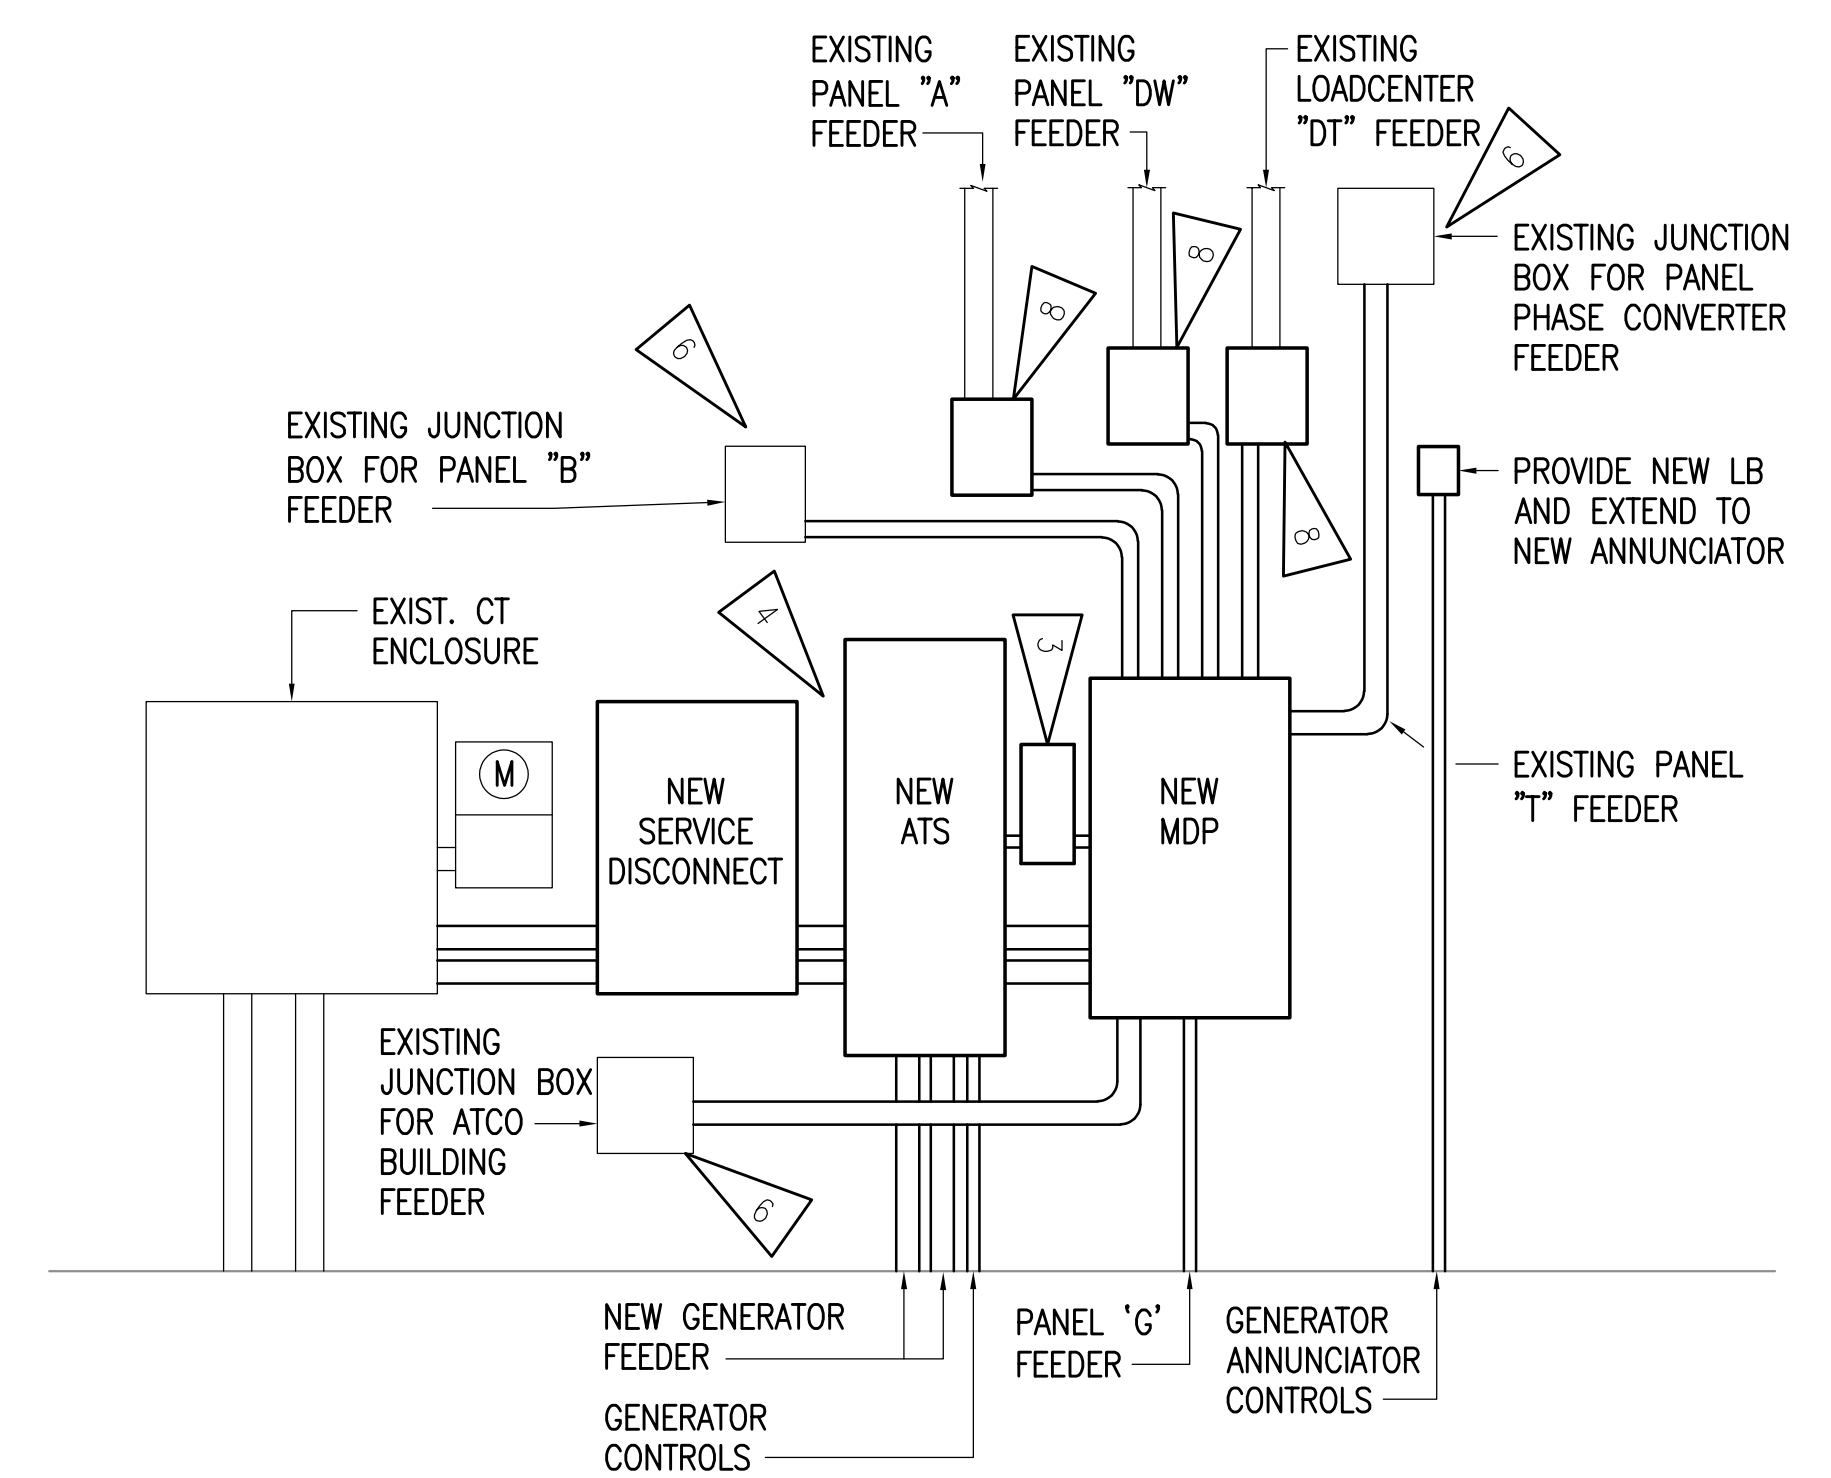 EXISTING
PANEL "A"
FEEDER
EXISTING
PANEL "DW"
FEEDER
EXISTING
LOADCENTER
"DT" FEEDER
9
EXISTING JUNCTION
BOX FOR PANEL
PHASE CONVERTER
FEEDER
8
8
9
EXISTING JUNCTION
BOX FOR PANEL "B"
FEEDER
PROVIDE NEW LB
AND EXTEND TO
NEW ANNUNCIATOR
8
EXIST. CT
ENCLOSURE
4
3
M
NEW
SERVICE
DISCONNECT
NEW
ATS
NEW
MDP
EXISTING PANEL
"T" FEEDER
EXISTING
JUNCTION BOX
FOR ATCO
BUILDING
FEEDER
9
NEW GENERATOR
FEEDER
PANEL 'G'
FEEDER
GENERATOR
ANNUNCIATOR
CONTROLS
GENERATOR
CONTROLS